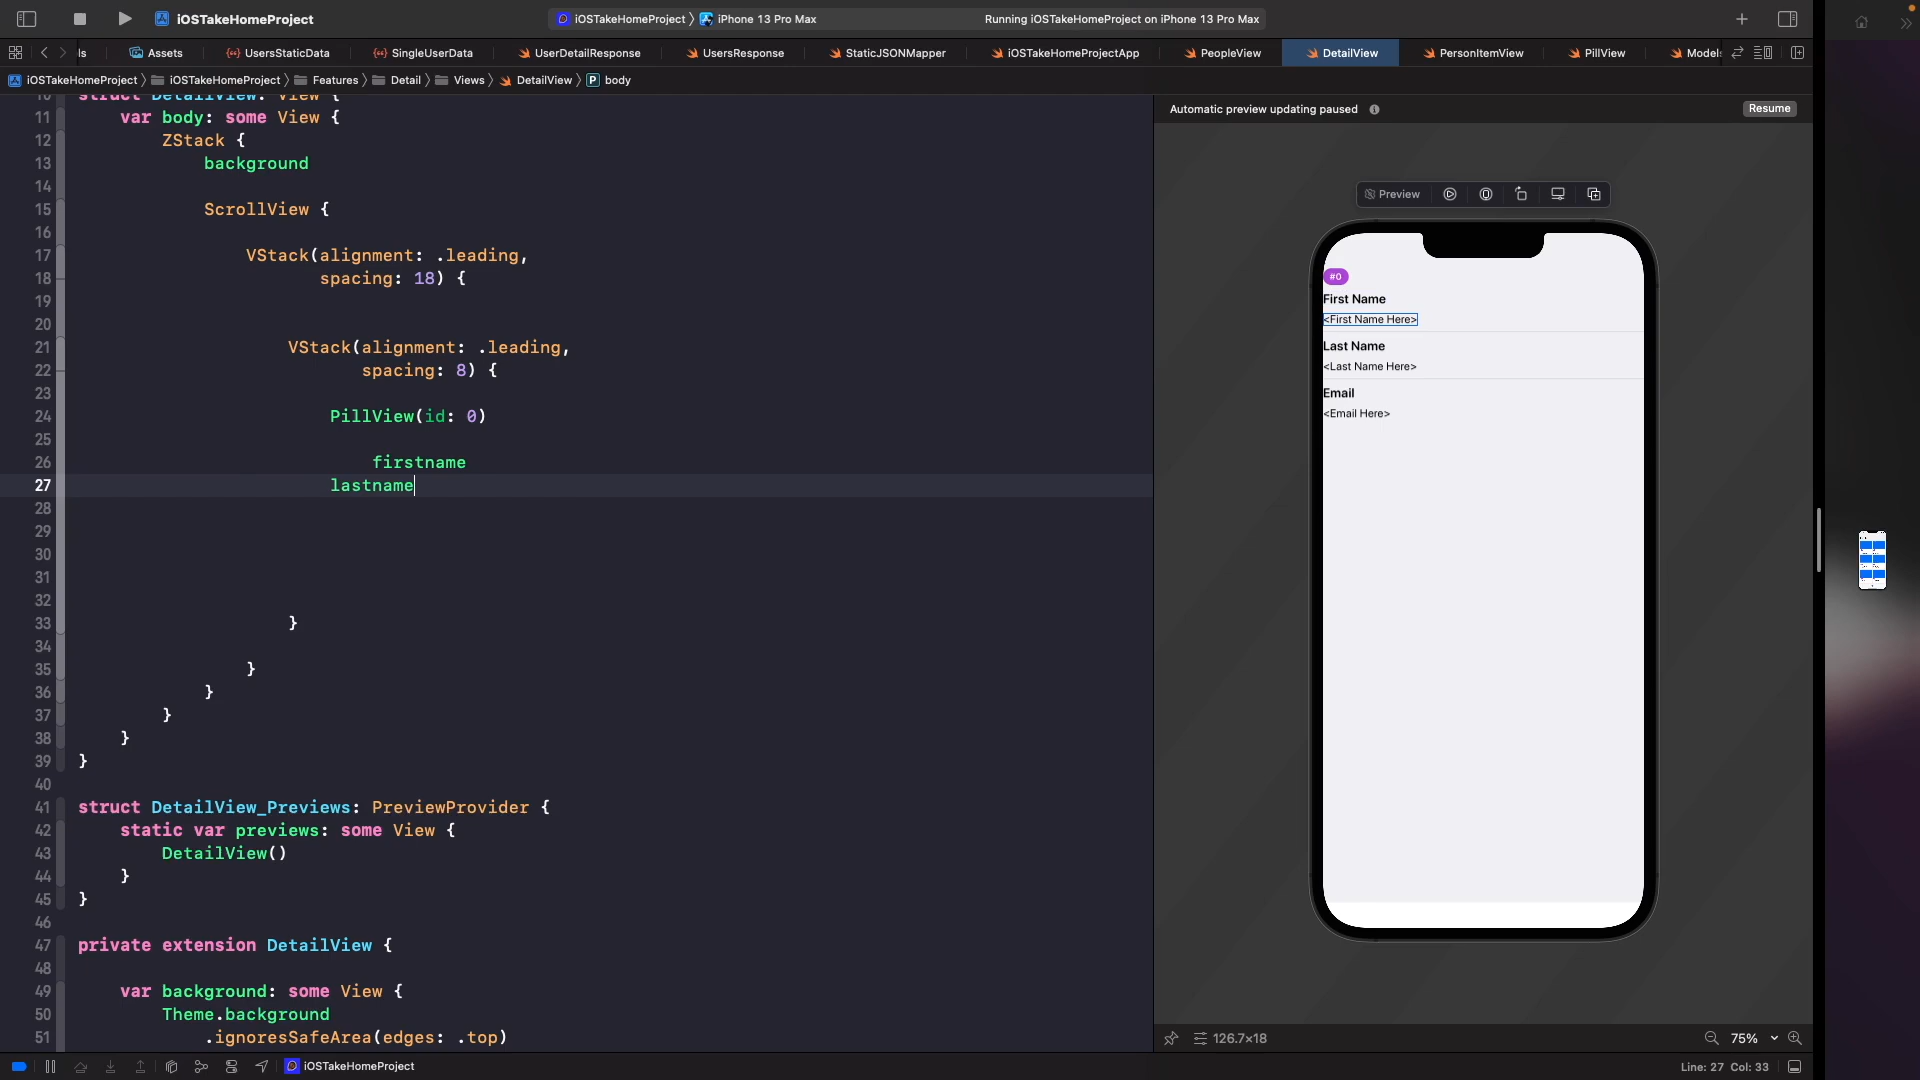 iOSTakeHomeProject
iOSTakeHomeProject 〉 iPhone 13 Pro Max
Running iOSTakeHomeProject on iPhone 13 Pro Max
ls
Assets
UsersStaticData
SingleUserData
UserDetailResponse
UsersResponse
StaticJSONMapper
iOSTakeHomeProjectApp
PeopleView
DetailView
PersonItemView
PillView
Models
iOSTakeHomeProject 〉 iOSTakeHomeProject 〉 Features 〉 Detail 〉 Views 〉 DetailView 〉 P body
10 struct DetailView: View {
11 var body: some View {
12 ZStack {
13 background
14
15 ScrollView {
16
17 VStack(alignment: .leading,
18 spacing: 18) {
19
20
21 VStack(alignment: .leading,
22 spacing: 8) {
23
24 PillView(id: 0)
25
26 firstname
27 lastname
28
29
30
31
32
33 }
34
35 }
36 }
37 }
38 }
39 }
40
41 struct DetailView_Previews: PreviewProvider {
42 static var previews: some View {
43 DetailView()
44 }
45 }
46
47 private extension DetailView {
48
49 var background: some View {
50 Theme.background
51 .ignoresSafeArea(edges: .top)
Automatic preview updating paused
Resume
Preview
#0
First Name
<First Name Here>
Last Name
<Last Name Here>
Email
<Email Here>
126.7×18
75%
iOSTakeHomeProject
Line: 27 Col: 33